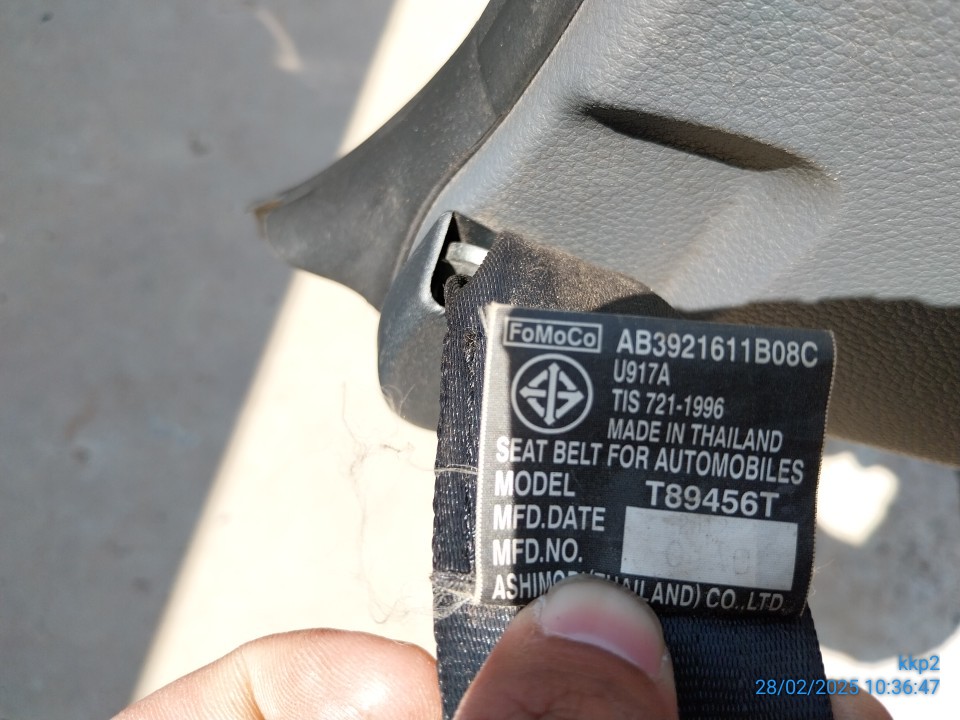 FoMoCo AB3921611B08C
U917A
TIS 721-1996
MADE IN THAILAND
SEAT BELT FOR AUTOMOBILES
MODEL T89456T
MFD.DATE
MFD.NO.
(THAILAND) CO.,LTD.
kkp2
28/02/2025 10:36:47